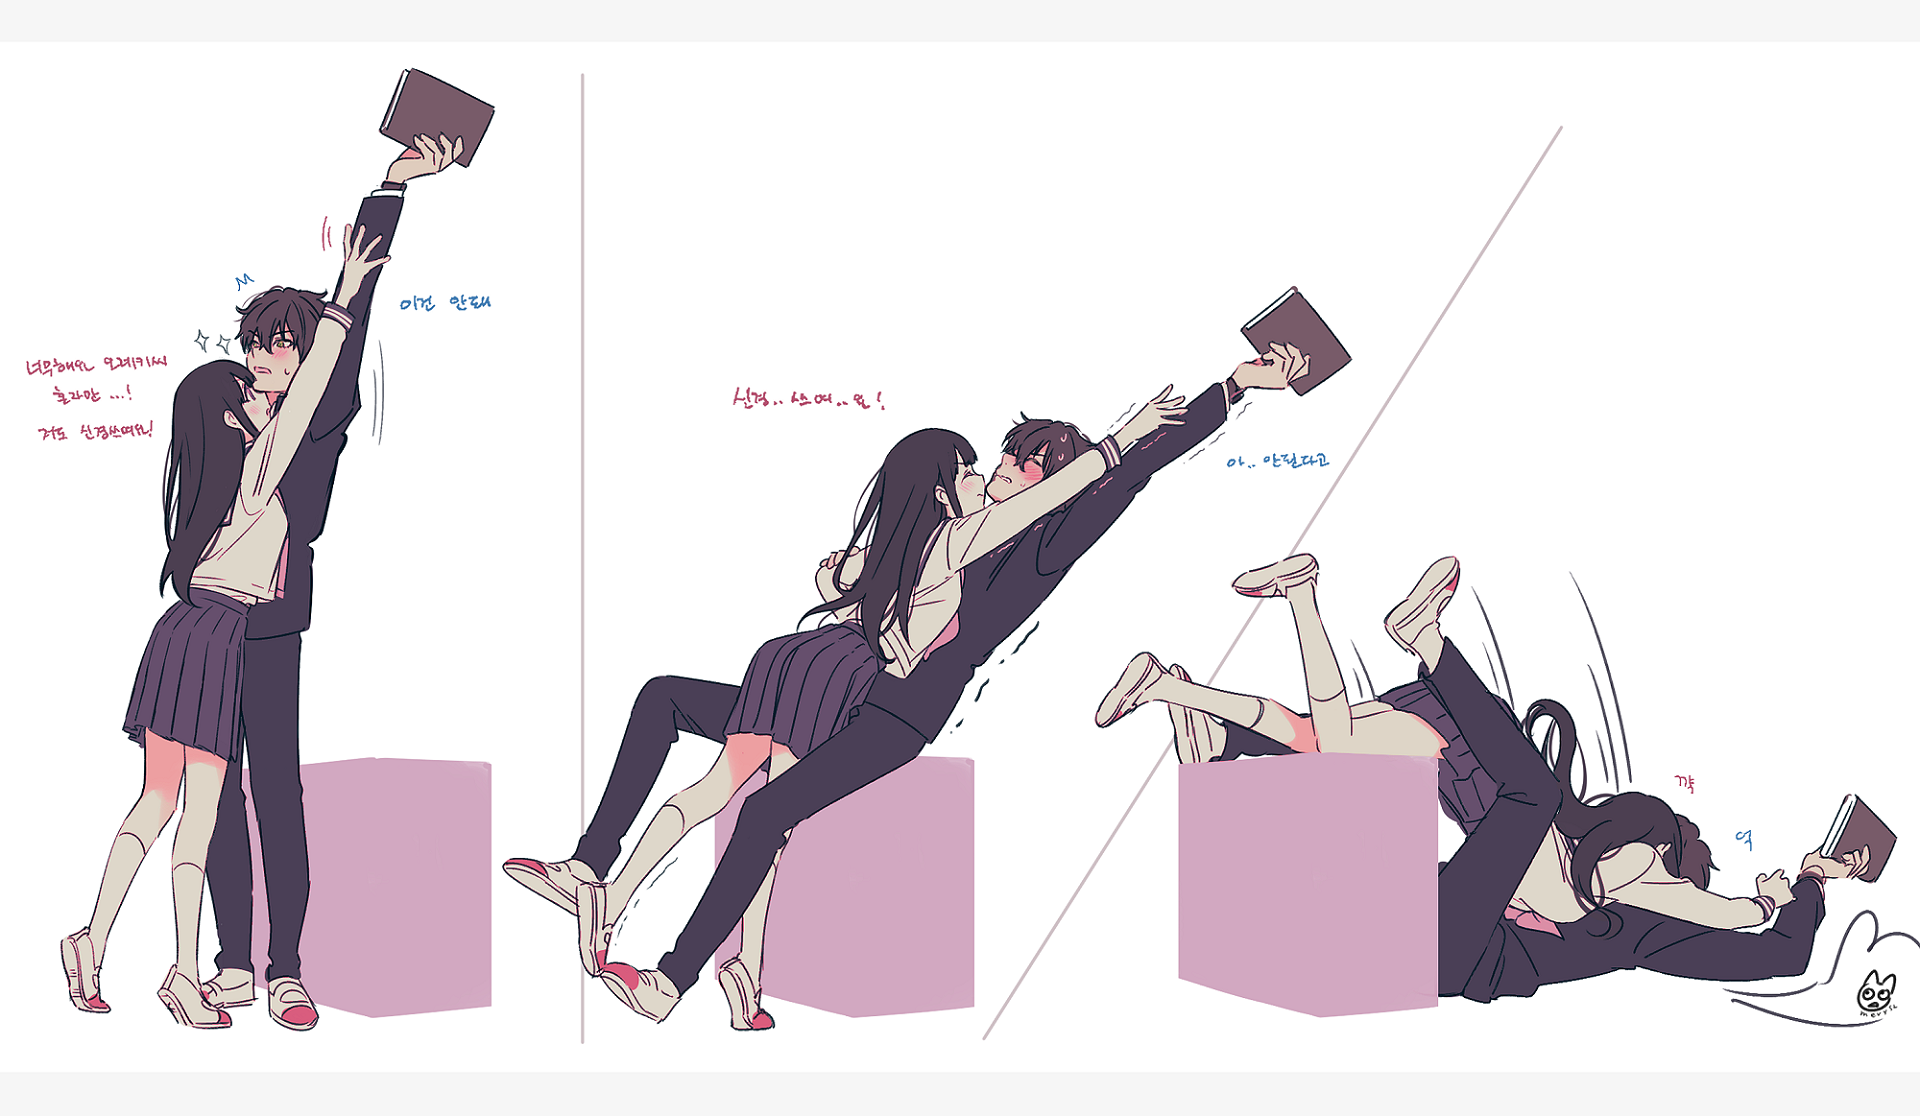 너무해요 오레키씨
혼자만 ...!
저도 신경쓰여요!
이건 안돼
신경.. 쓰여..요!
아.. 안된다고
꺅
억